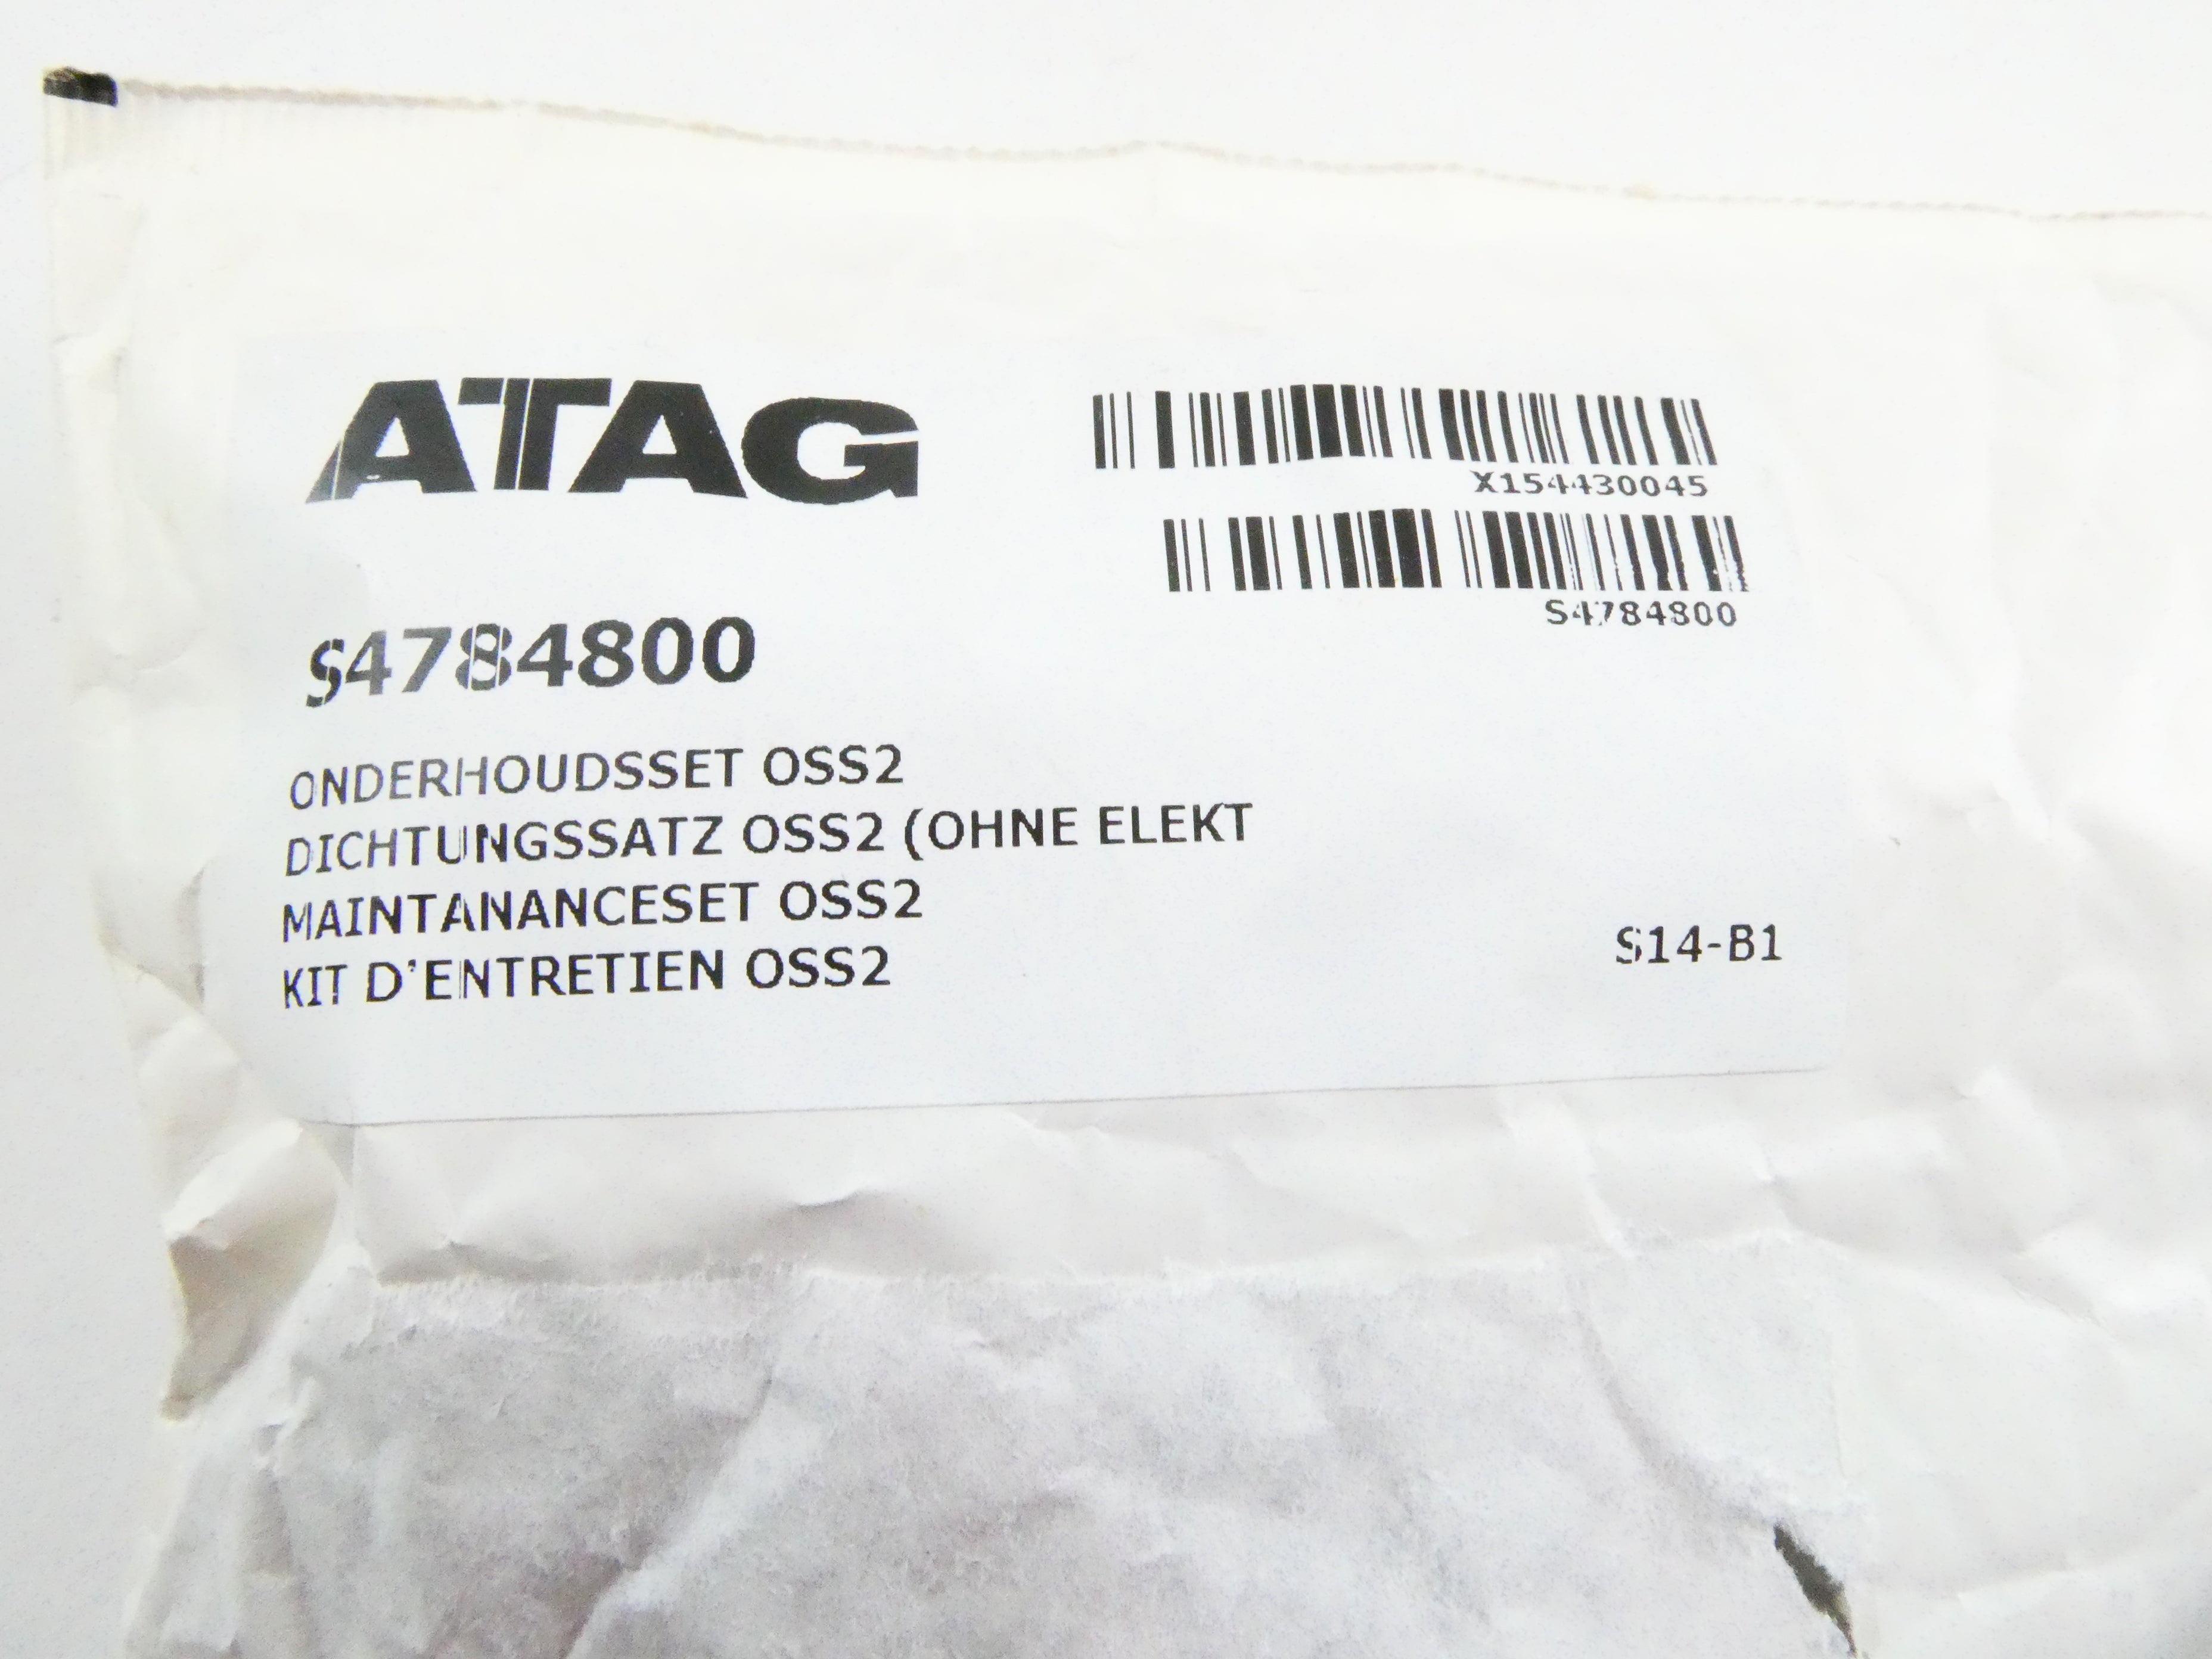 ATAG
X154430045
S4784800
S4784800
ONDERHOUDSSET OSS2
DICHTUNGSSATZ OSS2 (OHNE ELEKT
MAINTANANCESET OSS2
KIT D'ENTRETIEN OSS2
S14-B1